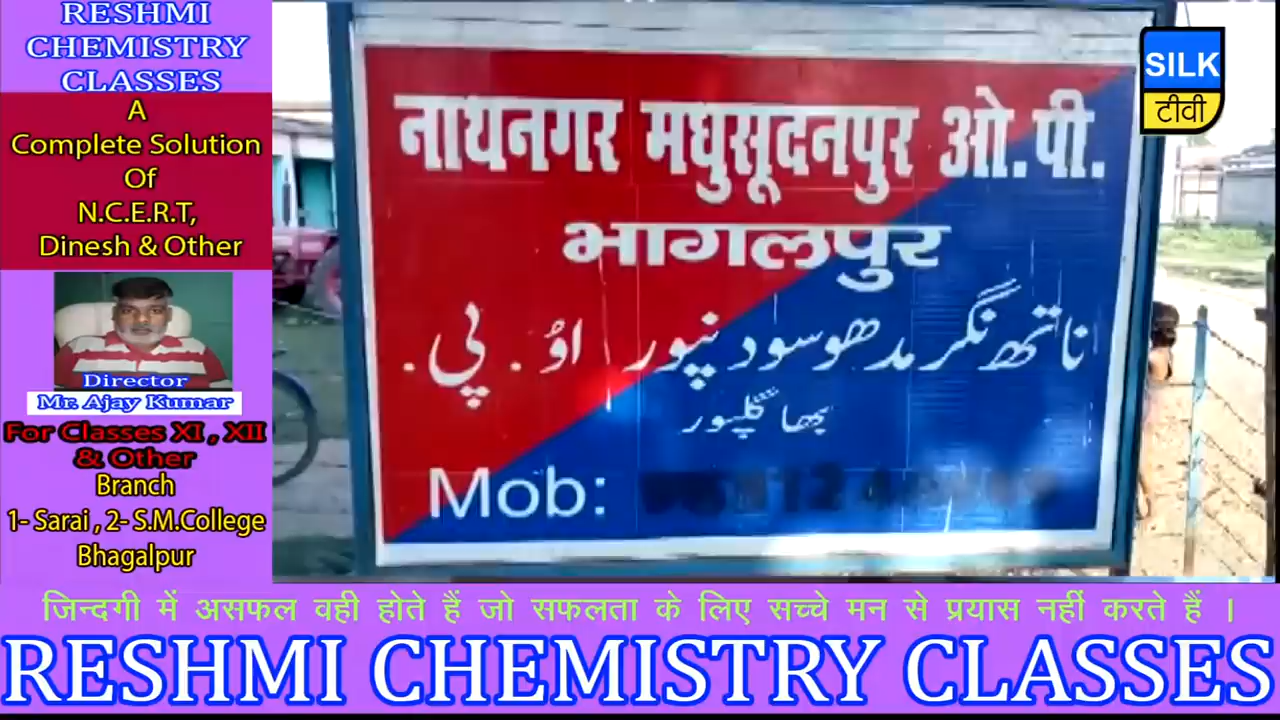 RESHMI
CHEMISTRY
CLASSES
A
Complete Solution
Of
N.C.E.R.T,
Dinesh & Other
Director
Mr. Ajay Kumar
For Classes XI , XII
& Other
Branch
1- Sarai , 2- S.M.College
Bhagalpur
नाथनगर मधुसूदनपुर ओ.पी.
भागलपुर
ناتھ نگر مدھوسودنپور اؤ . پی .
بھاگلپور
Mob:
SILK
टीवी
जिन्दगी में असफल वही होते हैं जो सफलता के लिए सच्चे मन से प्रयास नहीं करते हैं ।
RESHMI CHEMISTRY CLASSES